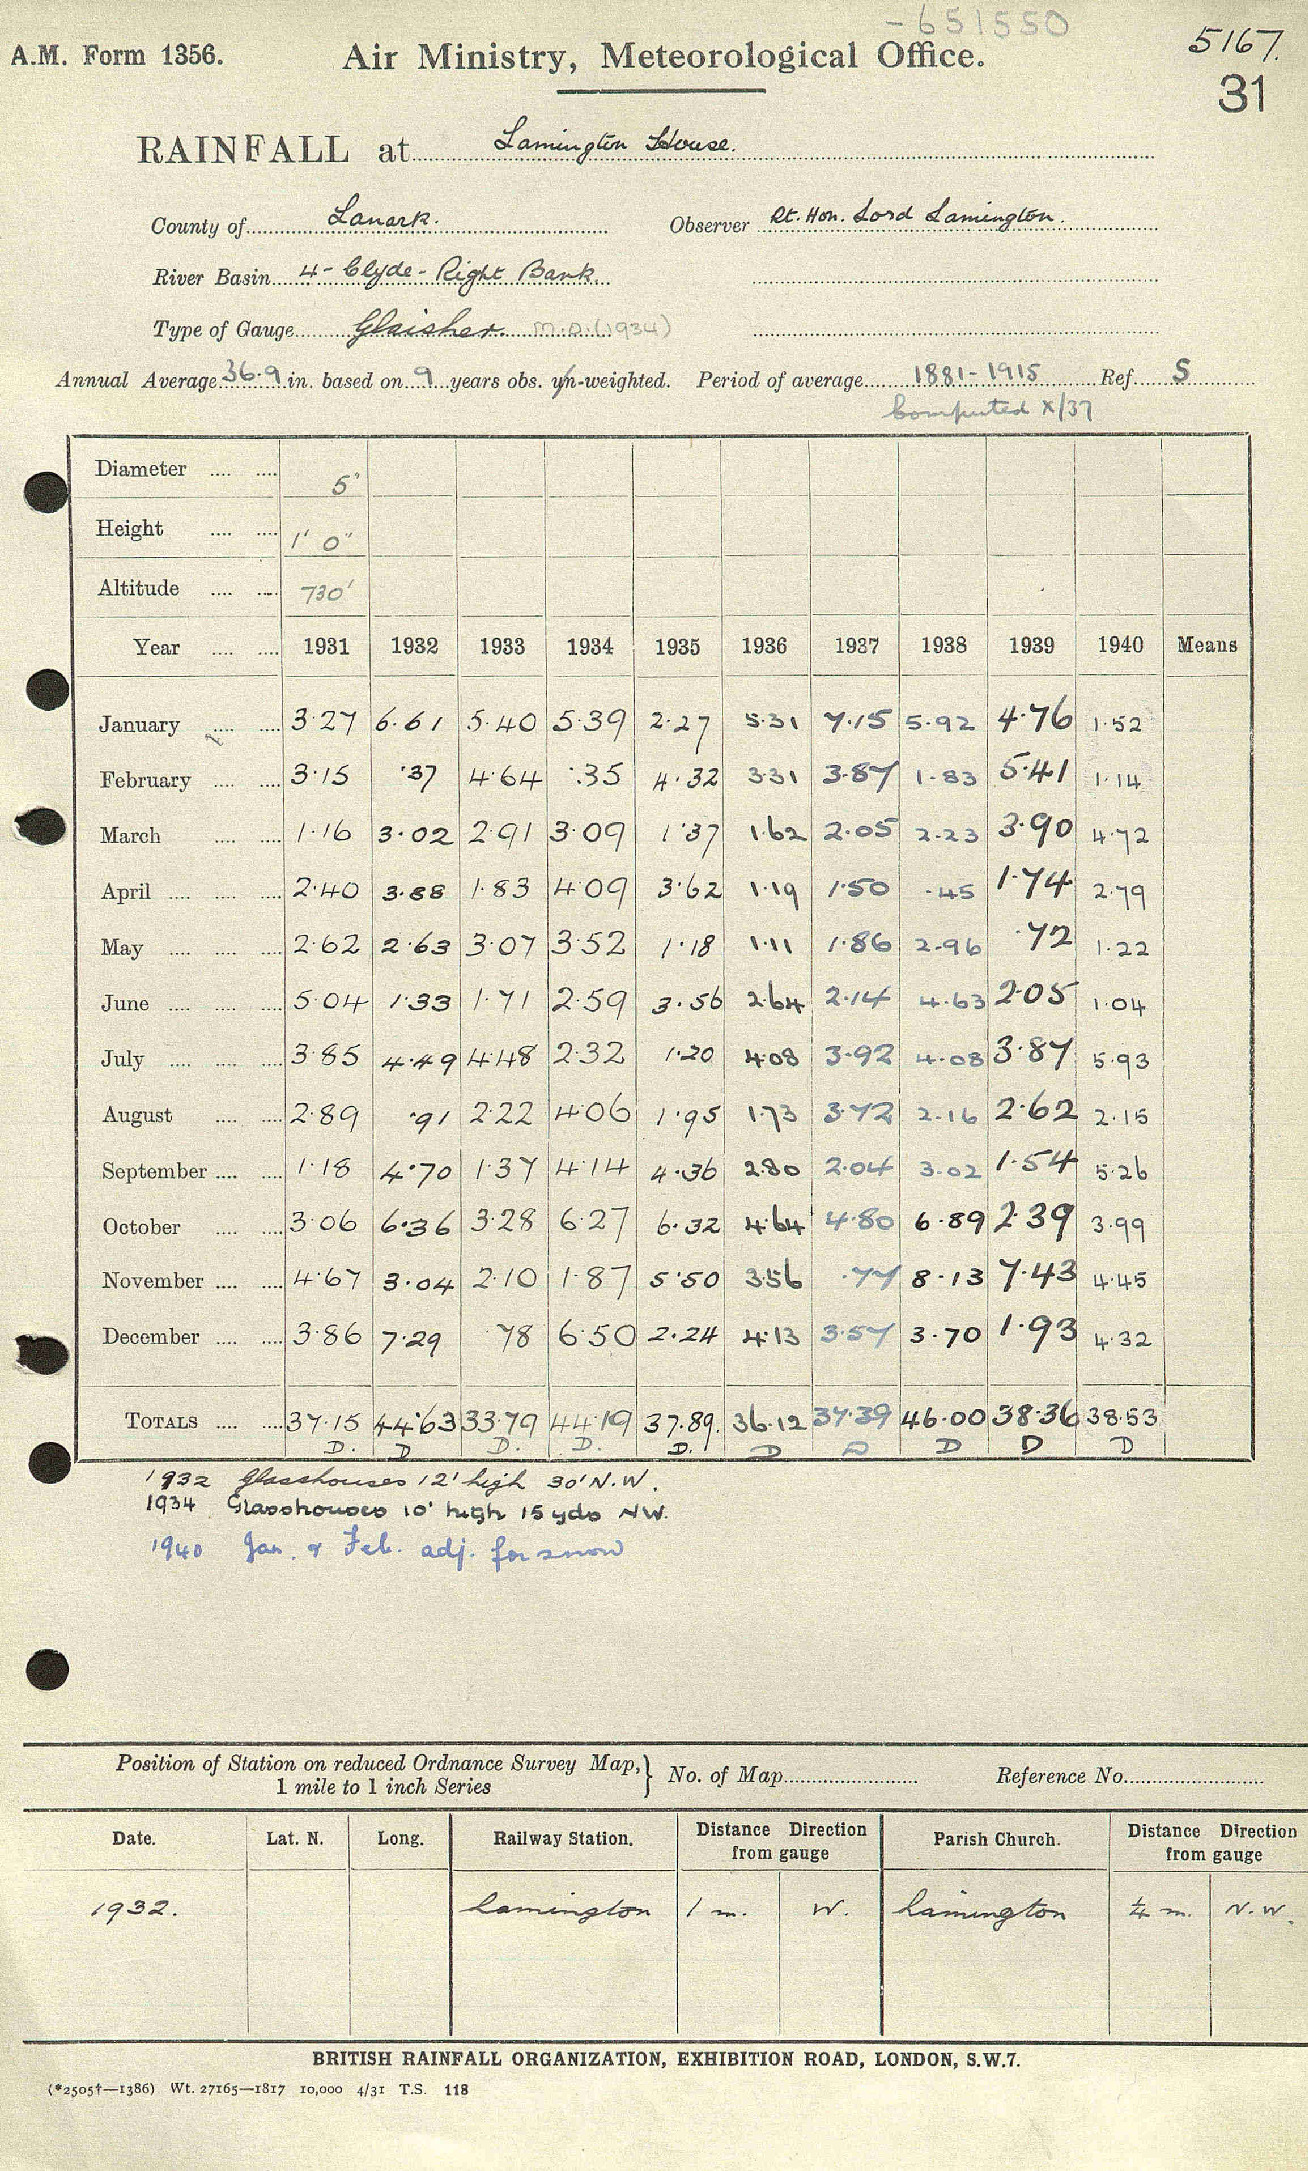 -651550
5167.
A.M. Form 1356. Air Ministry, Meteorological Office.
31
RAINFALL at Lamington House.
County of Lanark. Observer Rt. Hon. Lord Lamington.
River Basin 4 - Clyde - Right Bank.
Type of Gauge Glaisher. M.O. (1934)
Annual Average 36.9 in. based on 9 years obs. un-weighted. Period of average 1881-1915 Ref. S
Computed X/37
Diameter .... .... 5"
Height .... .... 1' 0"
Altitude .... .... 730'
Year .... .... 1931 1932 1933 1934 1935 1936 1937 1938 1939 1940 Means
January .... .... 3.27 6.61 5.40 5.39 2.27 5.31 7.15 5.92 4.76 1.52
February .... .... 3.15 .37 4.64 .35 4.32 3.31 3.87 1.83 5.41 1.14
March .... .... 1.16 3.02 2.91 3.09 1.37 1.62 2.05 2.23 3.90 4.72
April .... .... .... 2.40 3.88 1.83 4.09 3.62 1.19 1.50 .45 1.74 2.79
May .... .... .... 2.62 2.63 3.07 3.52 1.18 1.11 1.86 2.96 .72 1.22
June .... .... .... 5.04 1.33 1.71 2.59 3.56 2.64 2.14 4.63 2.05 1.04
July .... .... .... 3.85 4.49 4.48 2.32 1.20 4.08 3.92 4.08 3.87 5.93
August .... .... 2.89 .91 2.22 4.06 1.95 1.73 3.72 2.16 2.62 2.15
September .... .... 1.18 4.70 1.37 4.14 4.36 2.80 2.04 3.02 1.54 5.26
October .... .... 3.06 6.36 3.28 6.27 6.32 4.64 4.80 6.89 2.39 3.99
November .... .... 4.67 3.04 2.10 1.87 5.50 3.56 .77 8.13 7.43 4.45
December .... .... 3.86 7.29 .78 6.50 2.24 4.13 3.57 3.70 1.93 4.32
TOTALS .... .... 37.15 44.63 33.79 44.19 37.89. 36.12 37.39 46.00 38.36 38.53
D. D D. D. D. D D D D D
1932 Glasshouses 12' high 30' N.W.
1934 Glasshouses 10' high 15 yds NW.
1940 Jan. & Feb. adj. for snow
Position of Station on reduced Ordnance Survey Map, } No. of Map Reference No.
1 mile to 1 inch Series
Date. Lat. N. Long. Railway Station. Distance Direction from gauge Parish Church. Distance Direction from gauge
1932. Lamington 1 m. W. Lamington ¼ m. N.W.
BRITISH RAINFALL ORGANIZATION, EXHIBITION ROAD, LONDON, S.W.7.
(*2505†—1386) Wt. 27165—1817 10,000 4/31 T.S. 118